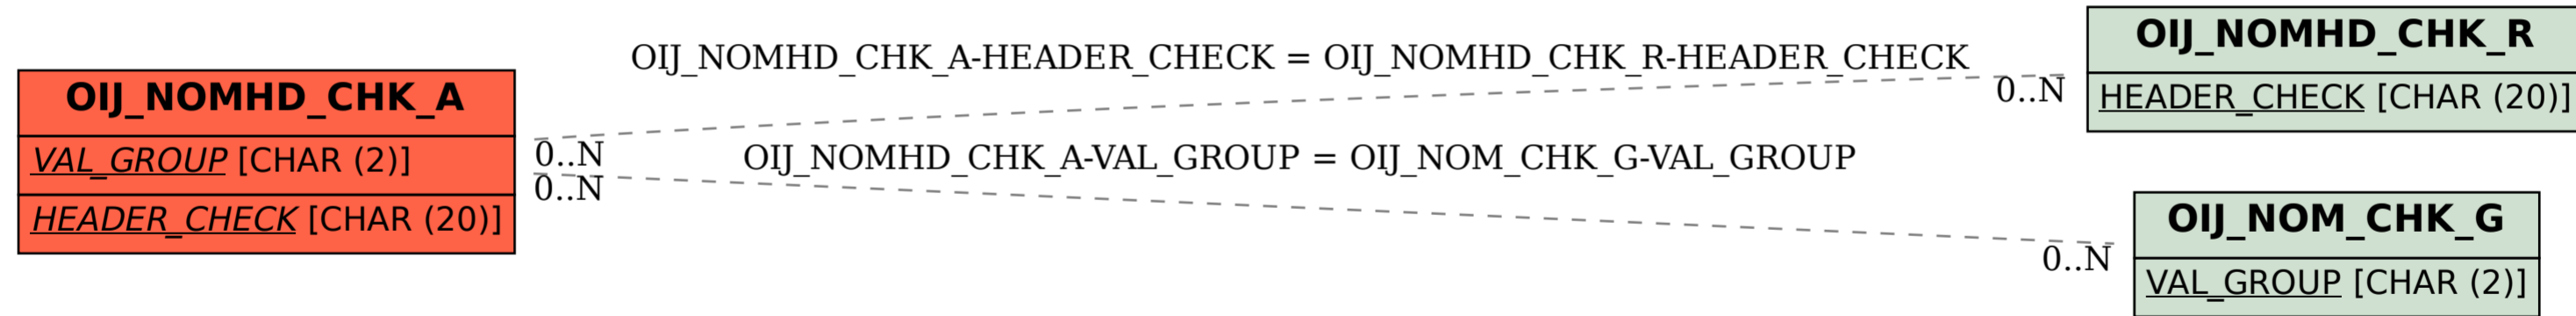 OIJ_NOMHD_CHK_A
VAL_GROUP [CHAR (2)]
HEADER_CHECK [CHAR (20)]
OIJ_NOMHD_CHK_A-HEADER_CHECK = OIJ_NOMHD_CHK_R-HEADER_CHECK
0..N
0..N
OIJ_NOMHD_CHK_A-VAL_GROUP = OIJ_NOM_CHK_G-VAL_GROUP
0..N
0..N
OIJ_NOMHD_CHK_R
HEADER_CHECK [CHAR (20)]
OIJ_NOM_CHK_G
VAL_GROUP [CHAR (2)]